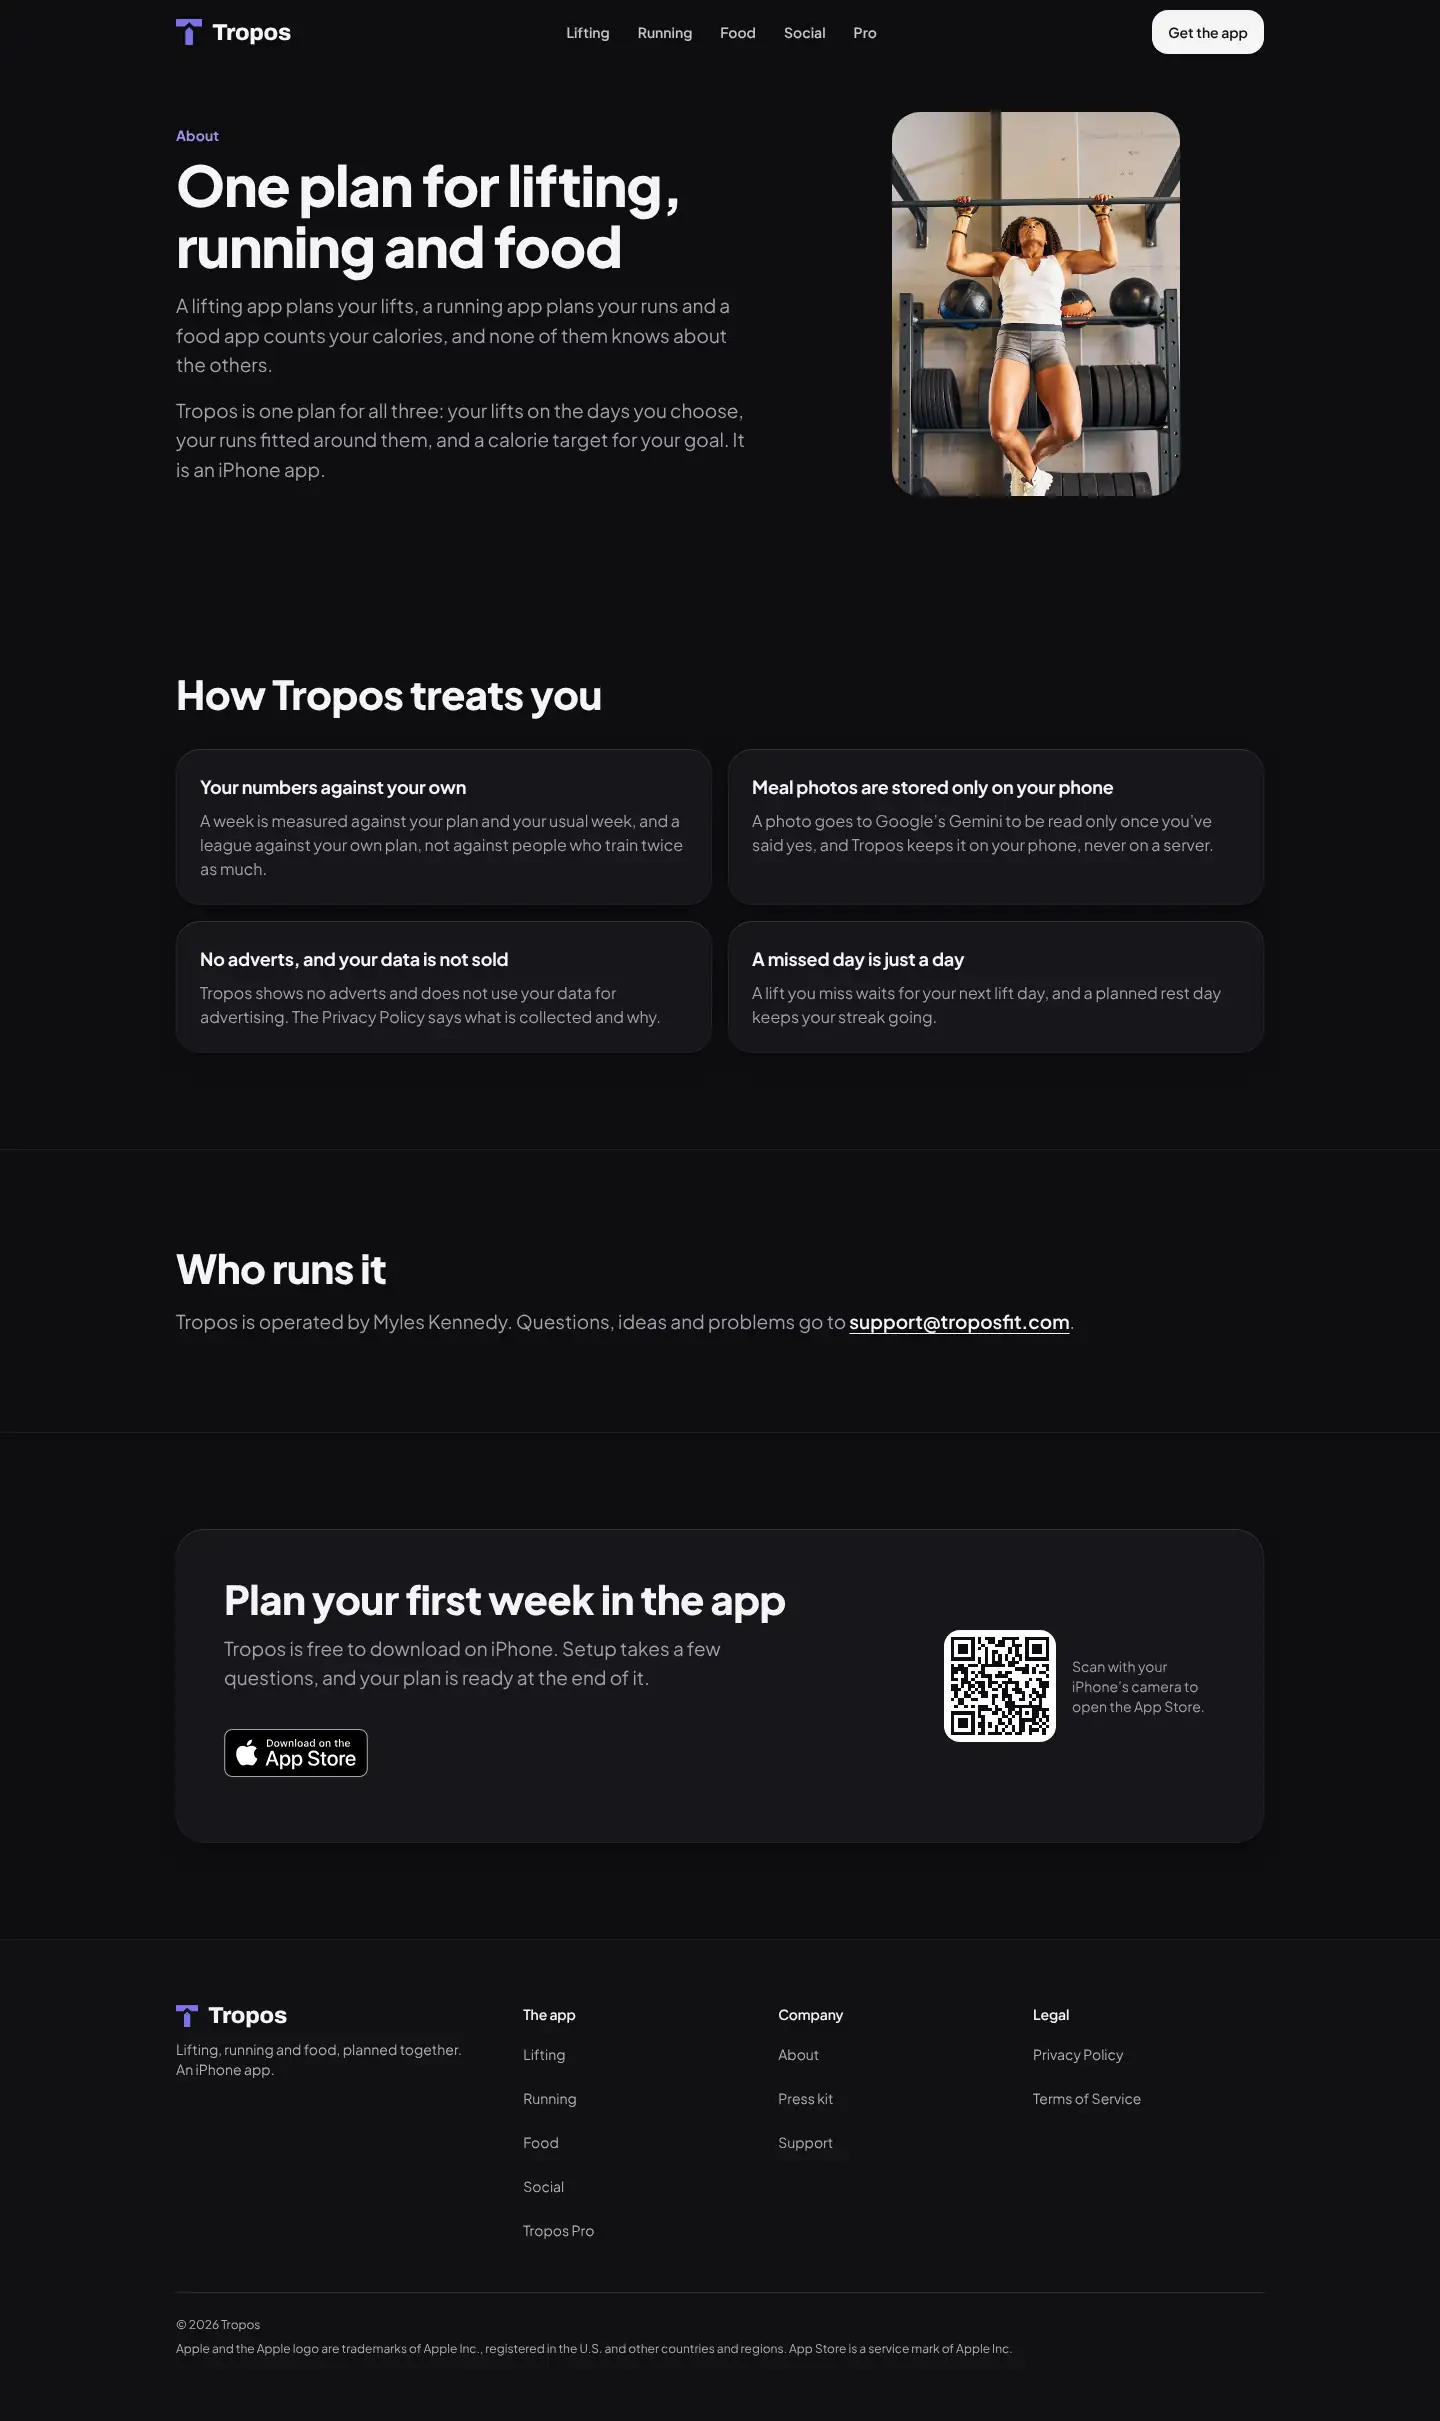 Tropos
Lifting
Running
Food
Social
Pro
Get the app
About
One plan for lifting,
running and food
A lifting app plans your lifts, a running app plans your runs and a
food app counts your calories, and none of them knows about
the others.
Tropos is one plan for all three: your lifts on the days you choose,
your runs fitted around them, and a calorie target for your goal. It
is an iPhone app.
How Tropos treats you
Your numbers against your own
A week is measured against your plan and your usual week, and a
league against your own plan, not against people who train twice
as much.
Meal photos are stored only on your phone
A photo goes to Google's Gemini to be read only once you've
said yes, and Tropos keeps it on your phone, never on a server.
No adverts, and your data is not sold
Tropos shows no adverts and does not use your data for
advertising. The Privacy Policy says what is collected and why.
A missed day is just a day
A lift you miss waits for your next lift day, and a planned rest day
keeps your streak going.
Who runs it
Tropos is operated by Myles Kennedy. Questions, ideas and problems go to support@troposfit.com.
Plan your first week in the app
Tropos is free to download on iPhone. Setup takes a few
questions, and your plan is ready at the end of it.
Download on the
App Store
Scan with your
iPhone's camera to
open the App Store.
Tropos
Lifting, running and food, planned together.
An iPhone app.
The app
Lifting
Running
Food
Social
Tropos Pro
Company
About
Press kit
Support
Legal
Privacy Policy
Terms of Service
© 2026 Tropos
Apple and the Apple logo are trademarks of Apple Inc., registered in the U.S. and other countries and regions. App Store is a service mark of Apple Inc.